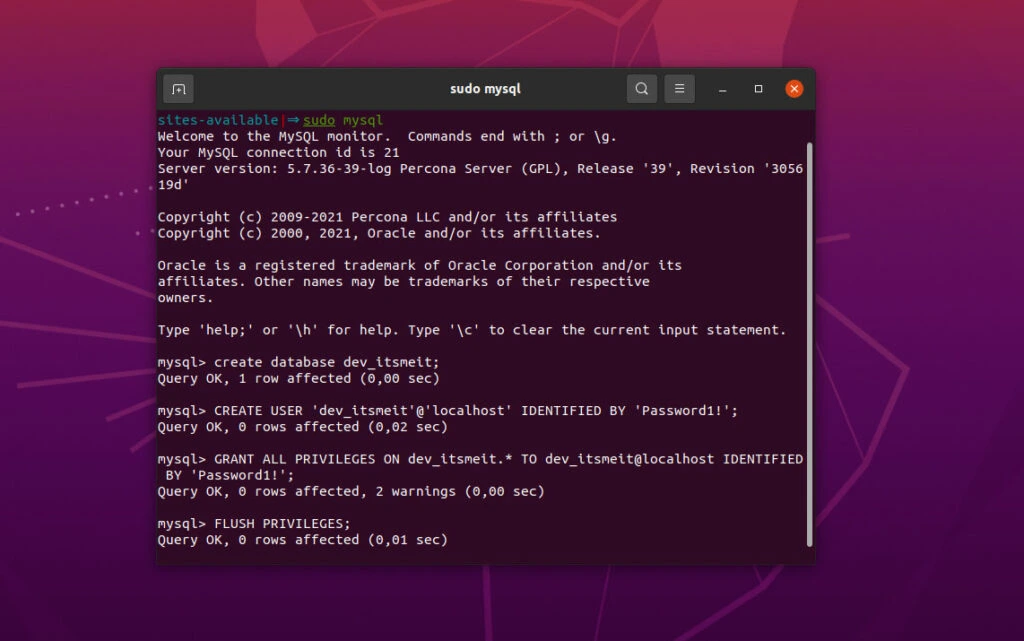 sudo mysql
sites-available|⇒ sudo mysql
Welcome to the MySQL monitor.  Commands end with ; or \g.
Your MySQL connection id is 21
Server version: 5.7.36-39-log Percona Server (GPL), Release '39', Revision '3056
19d'
Copyright (c) 2009-2021 Percona LLC and/or its affiliates
Copyright (c) 2000, 2021, Oracle and/or its affiliates.
Oracle is a registered trademark of Oracle Corporation and/or its
affiliates. Other names may be trademarks of their respective
owners.
Type 'help;' or '\h' for help. Type '\c' to clear the current input statement.
mysql> create database dev_itsmeit;
Query OK, 1 row affected (0,00 sec)
mysql> CREATE USER 'dev_itsmeit'@'localhost' IDENTIFIED BY 'Password1!';
Query OK, 0 rows affected (0,02 sec)
mysql> GRANT ALL PRIVILEGES ON dev_itsmeit.* TO dev_itsmeit@localhost IDENTIFIED
 BY 'Password1!';
Query OK, 0 rows affected, 2 warnings (0,00 sec)
mysql> FLUSH PRIVILEGES;
Query OK, 0 rows affected (0,01 sec)